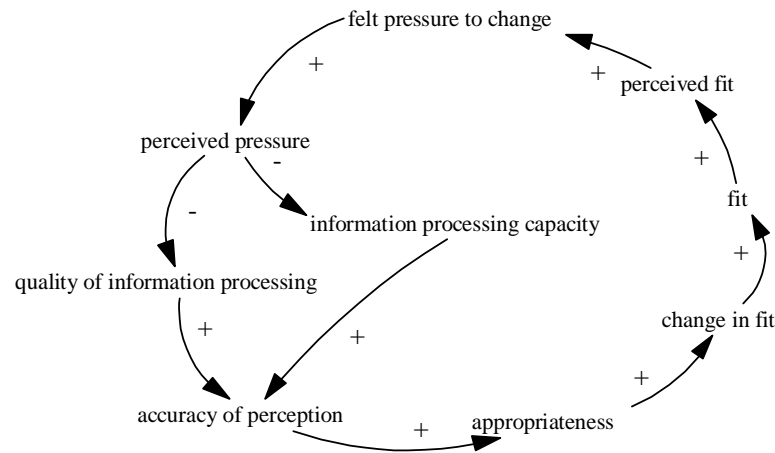 felt pressure to change
+
+
perceived fit
perceived pressure
-
+
-
fit
information processing capacity
+
quality of information processing
change in fit
+
+
+
accuracy of perception
+
appropriateness